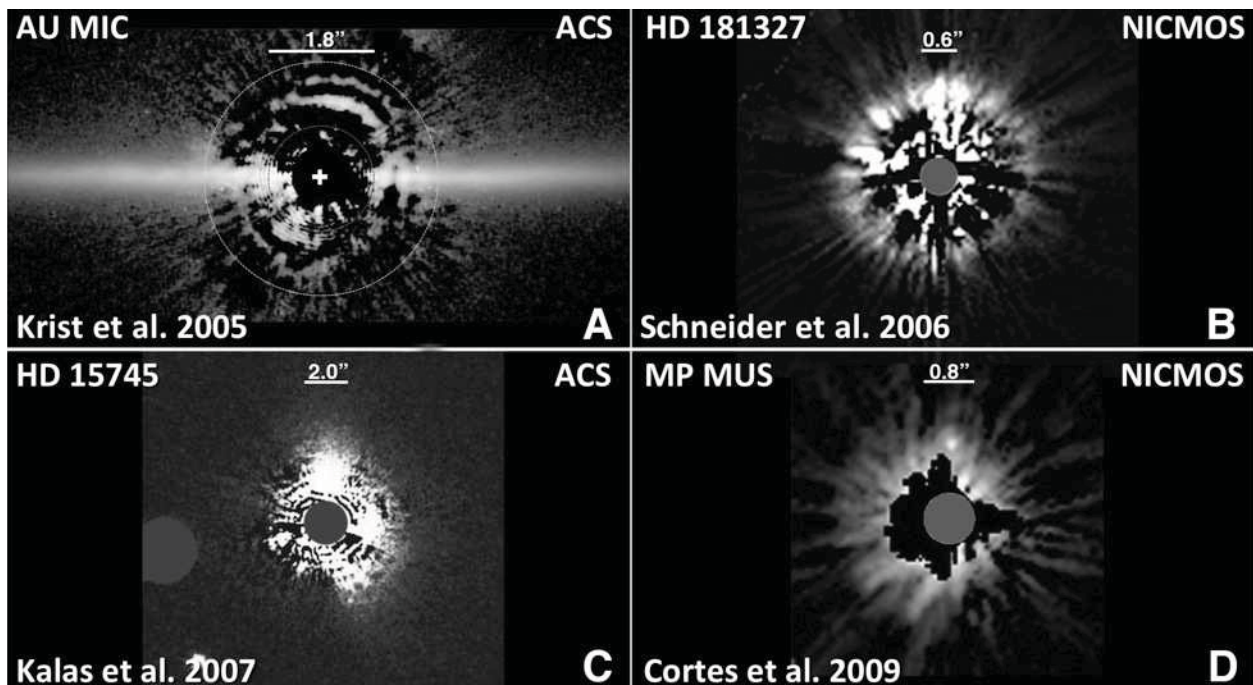 AU MIC
ACS
1.8”
Krist et al. 2005
A
HD 181327
NICMOS
0.6”
Schneider et al. 2006
B
HD 15745
ACS
2.0”
Kalas et al. 2007
C
MP MUS
NICMOS
0.8”
Cortes et al. 2009
D